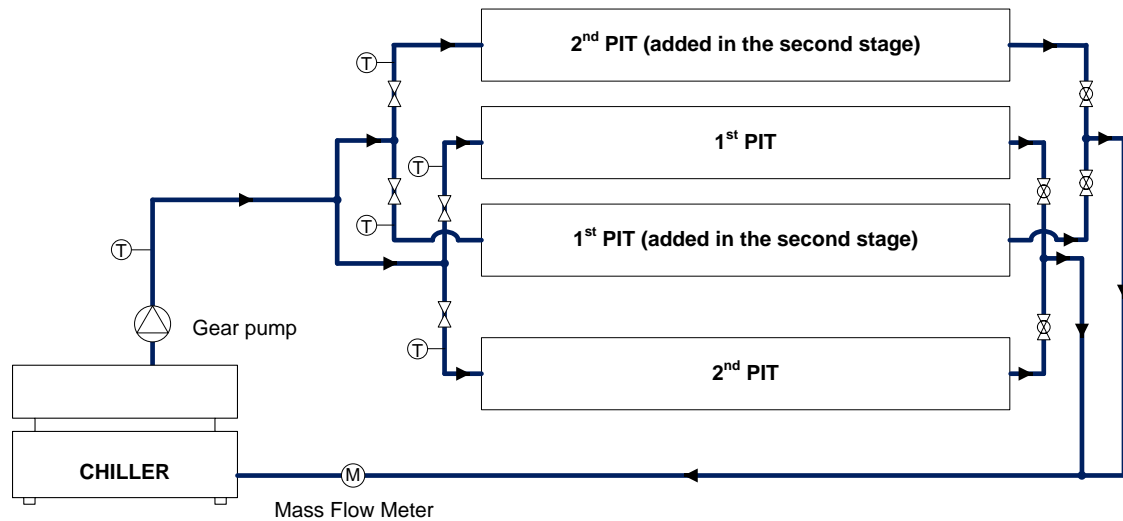 2nd PIT (added in the second stage)
T
1st PIT
T
T
1st PIT (added in the second stage)
T
Gear pump
T
2nd PIT
CHILLER
M
Mass Flow Meter